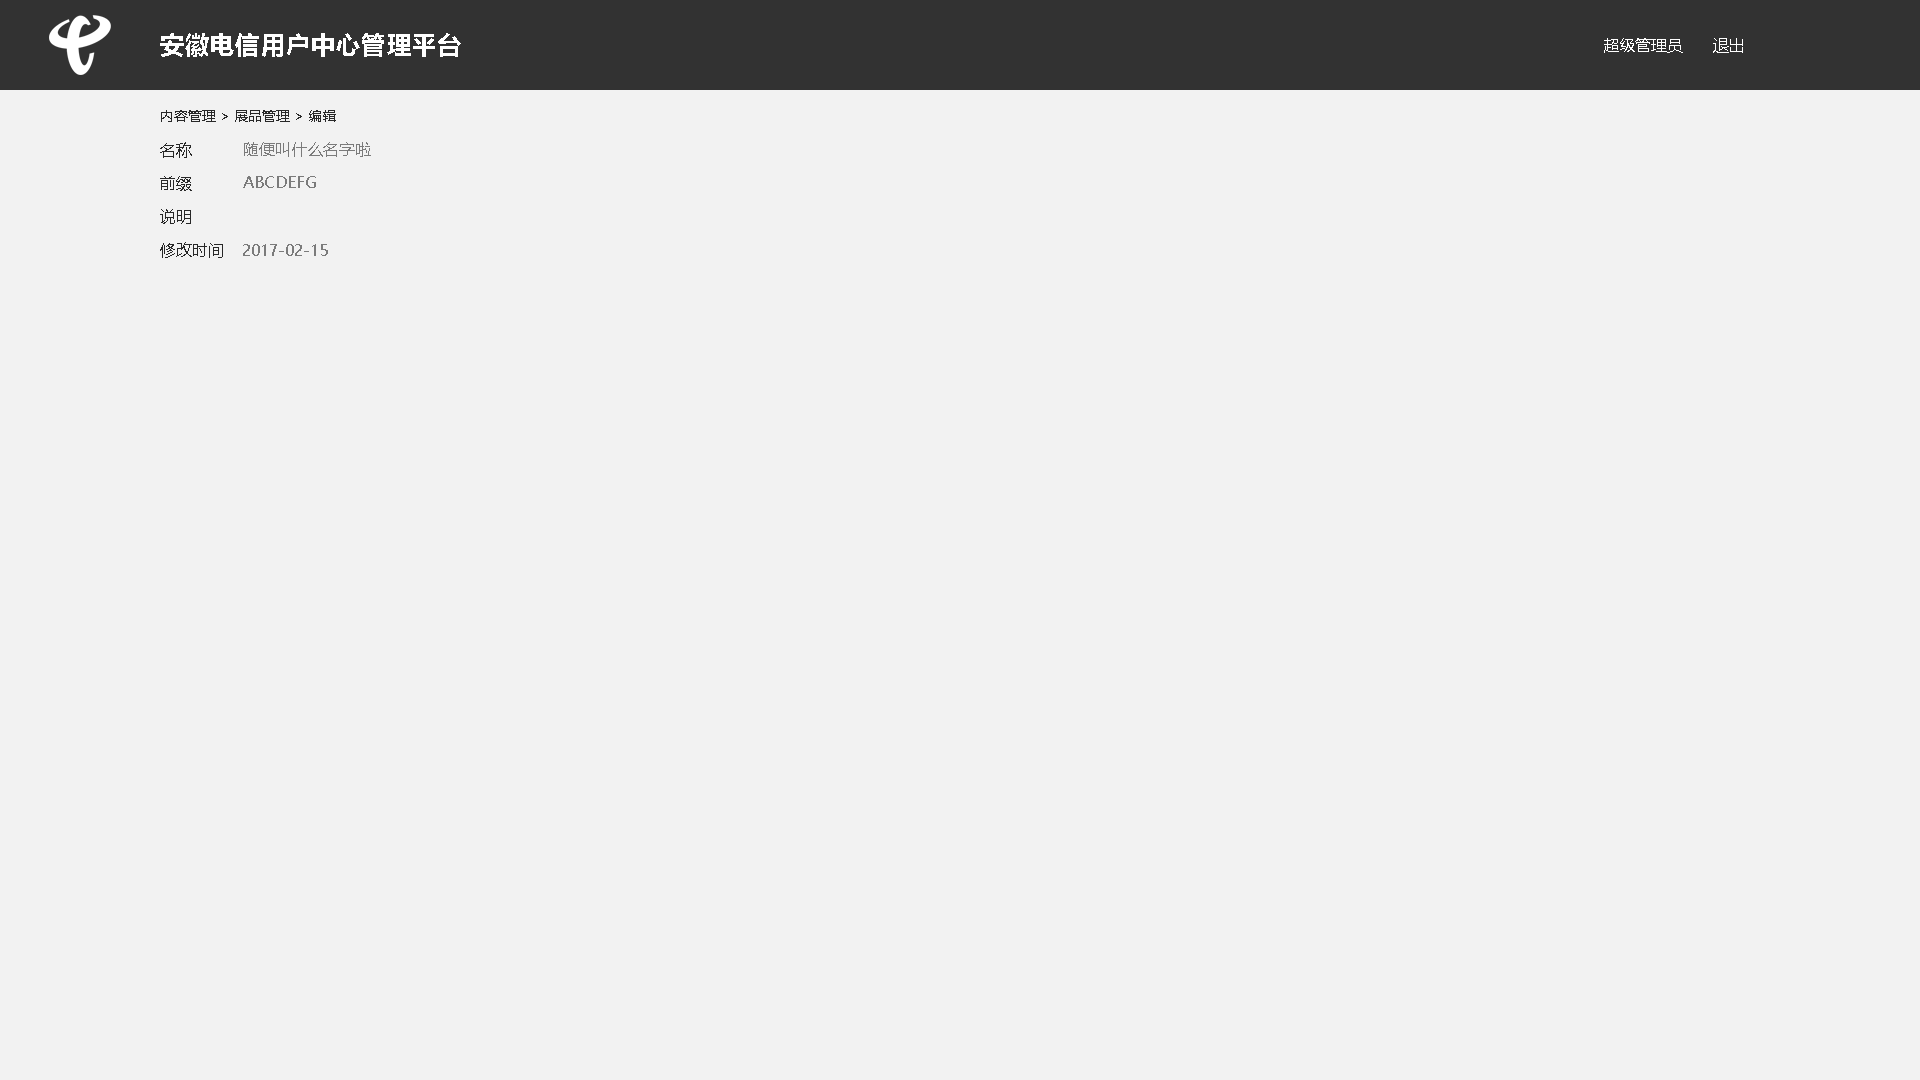 安徽电信用户中心管理平台
超级管理员 退出
内容管理 > 展品管理 > 编辑
名称 随便叫什么名字啦
前缀 ABCDEFG
说明
修改时间 2017-02-15